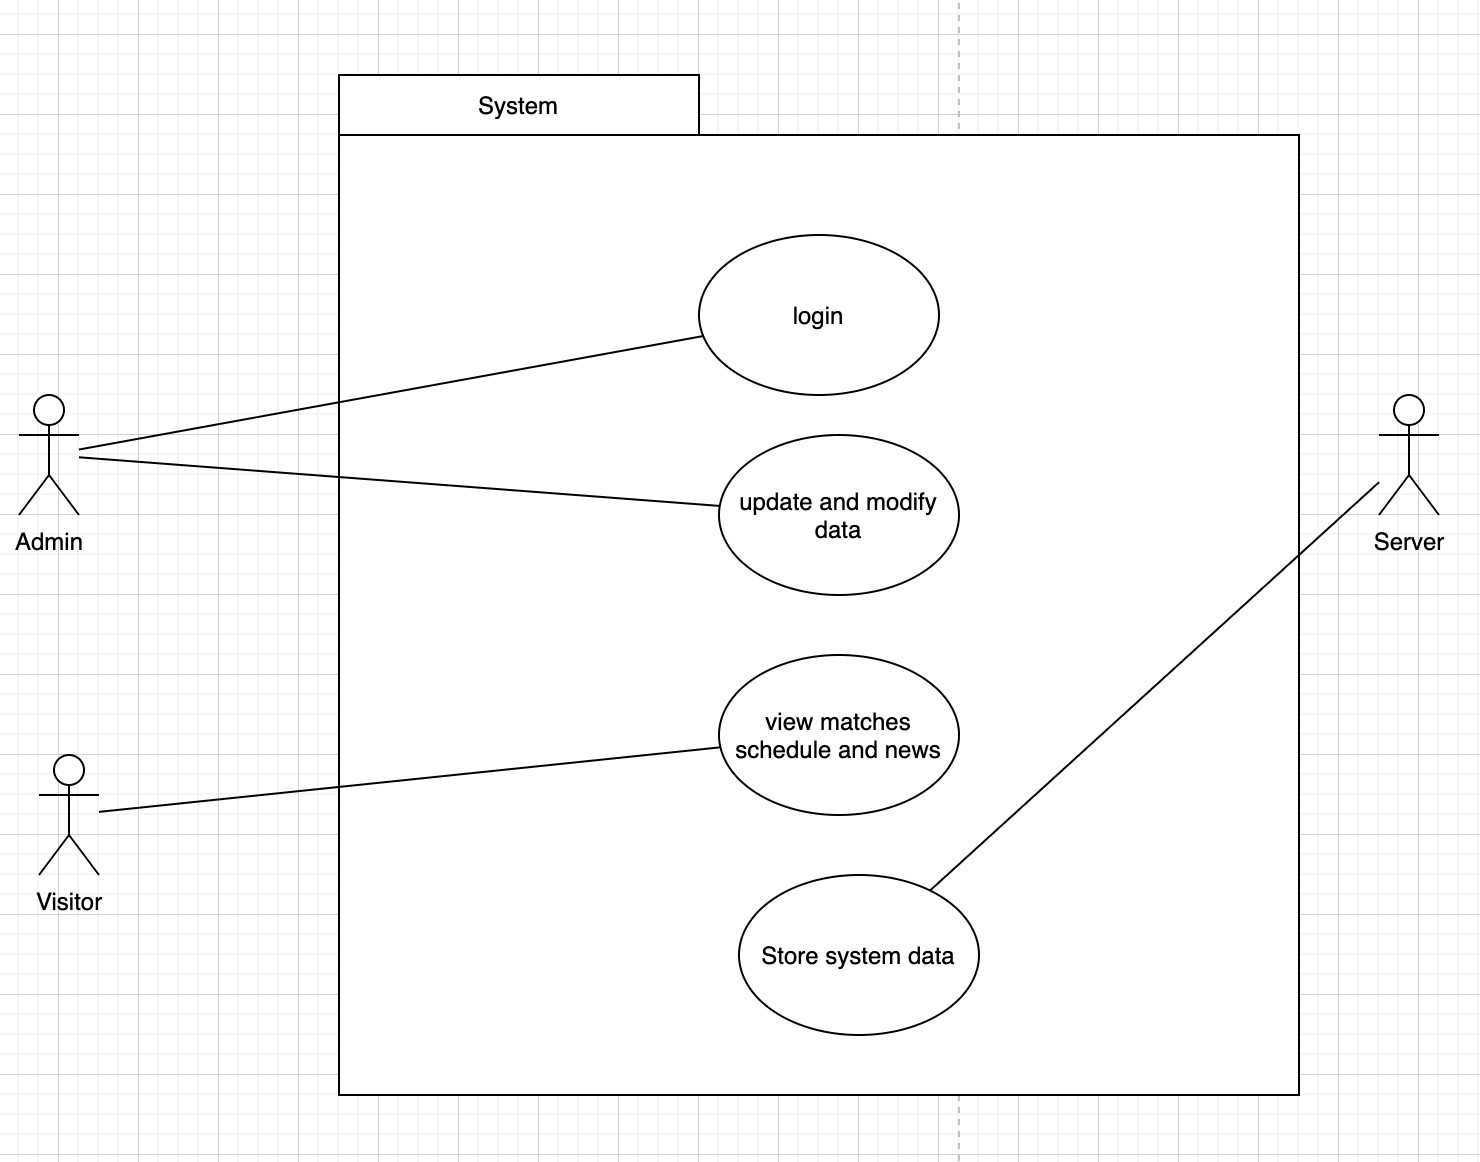 System
login
Admin
update and modify
data
Server
view matches
schedule and news
Visitor
Store system data